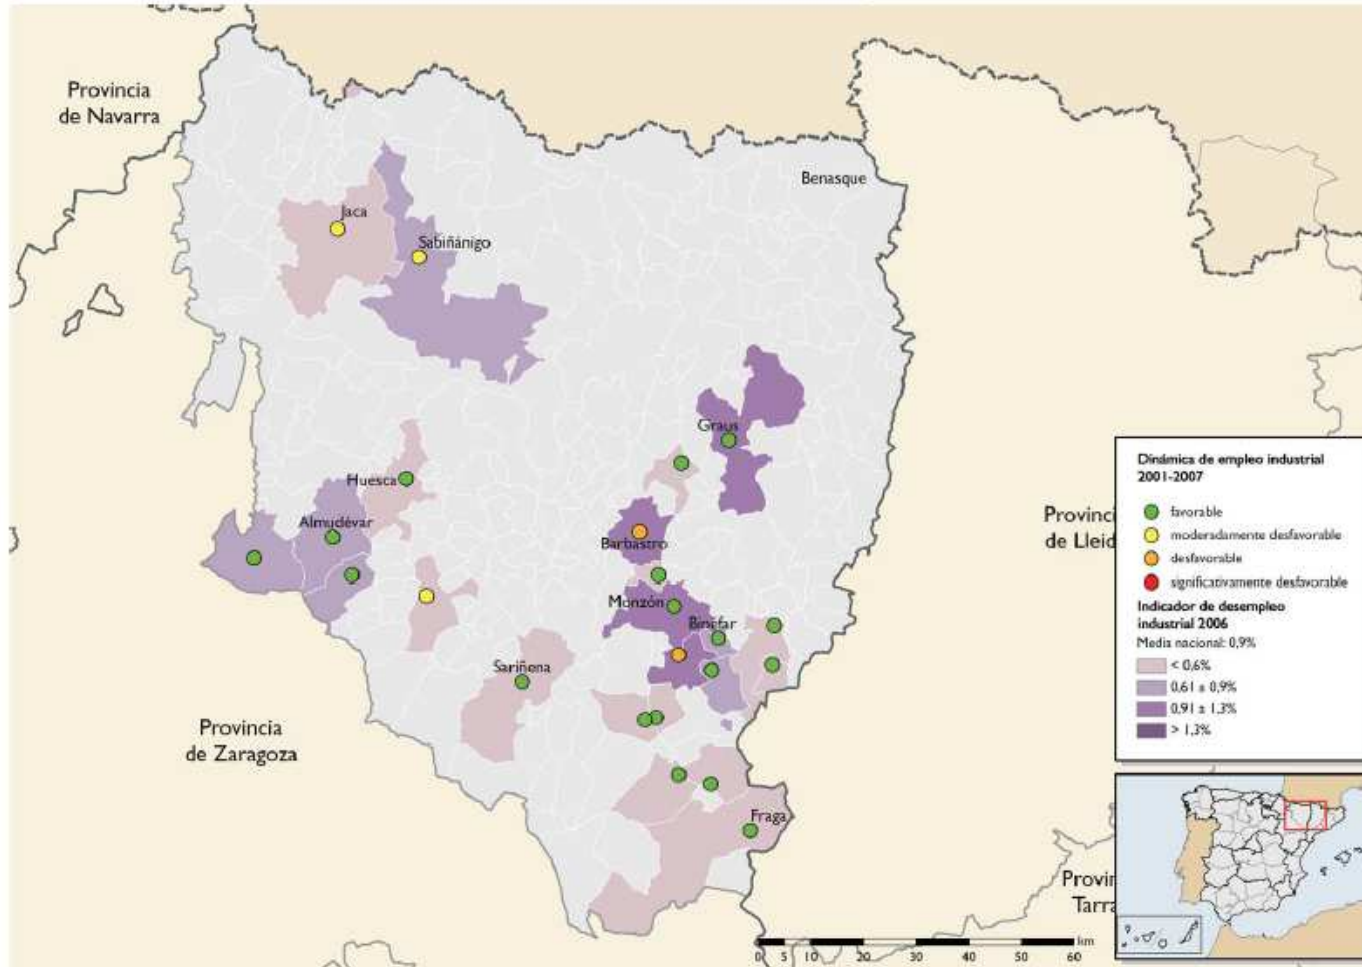 Provincia
de Navarra
Benasque
Jaca
Sabiñánigo
Graus
Huesca
Almudévar
Barbastro
Monzón
Binéfar
Sariñena
Fraga
Provincia
de Zaragoza
Provinci
de Lleid
Provin
Tarra
Dinámica de empleo industrial
2001-2007
favorable
moderadamente desfavorable
desfavorable
significativamente desfavorable
Indicador de desempleo
industrial 2006
Media nacional: 0,9%
< 0,6%
0,61 ± 0,9%
0,91 ± 1,3%
> 1,3%
km
0 5 10 20 30 40 50 60